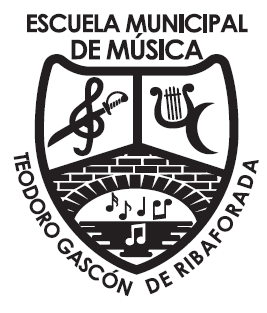 ESCUELA MUNICIPAL
DE MÚSICA
TEODORO GASCÓN DE RIBAFORADA